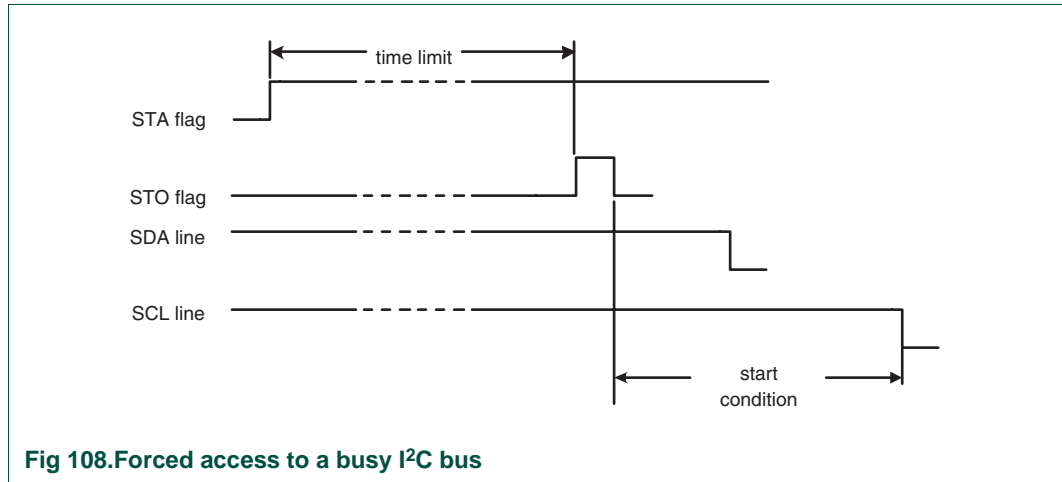 time limit
STA flag
STO flag
SDA line
SCL line
start
condition
Fig 108.Forced access to a busy I²C bus